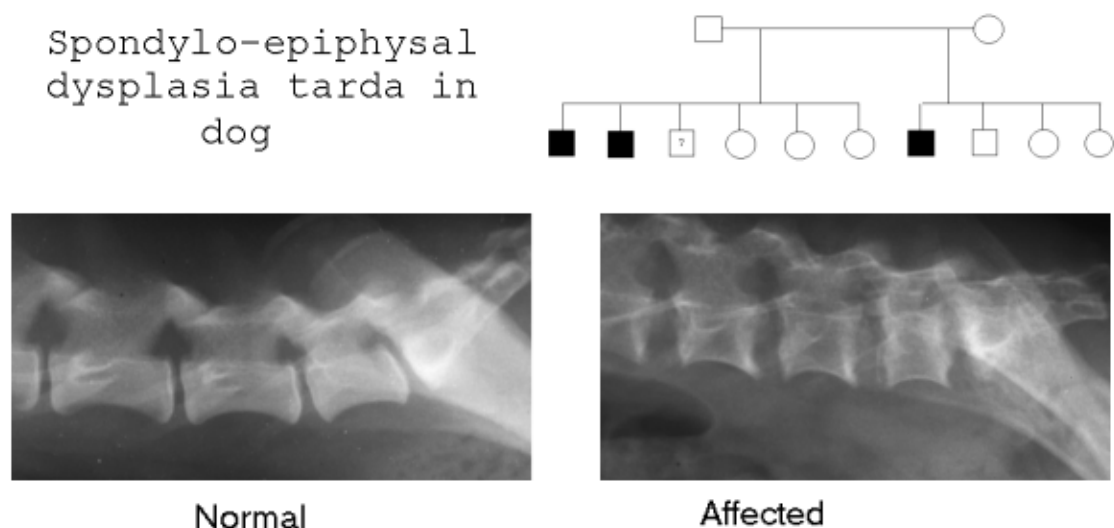 Spondylo-epiphysal
dysplasia tarda in
dog
?
Normal
Affected